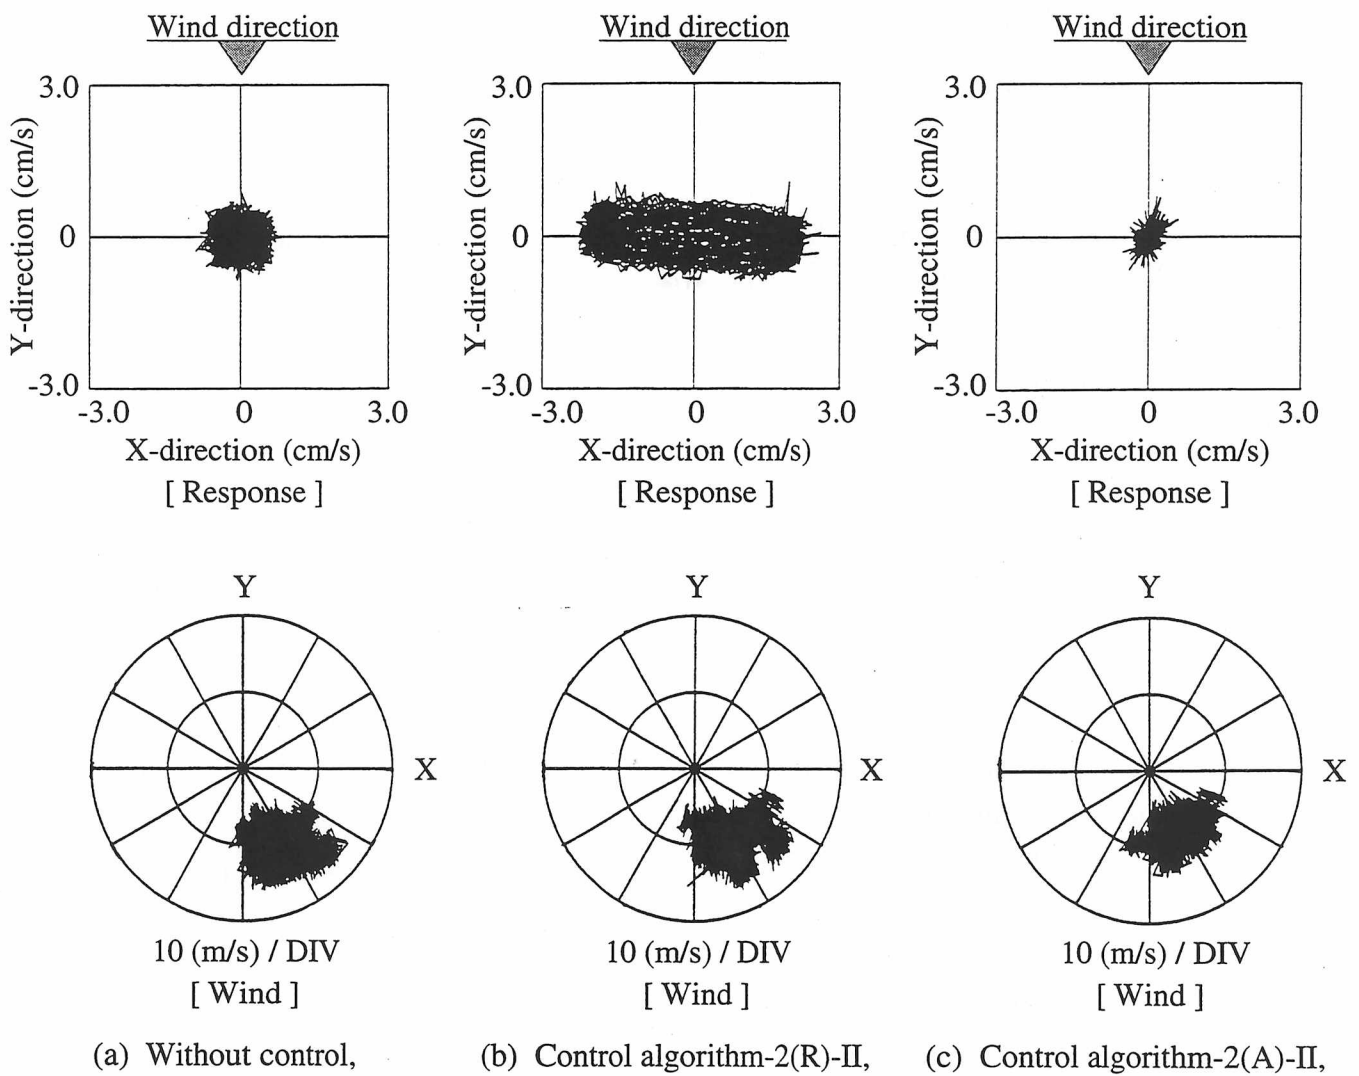 Wind direction
3.0
Y-direction (cm/s)
0
-3.0
-3.0 0 3.0
X-direction (cm/s)
[ Response ]
Wind direction
3.0
Y-direction (cm/s)
0
-3.0
-3.0 0 3.0
X-direction (cm/s)
[ Response ]
Wind direction
3.0
Y-direction (cm/s)
0
-3.0
-3.0 0 3.0
X-direction (cm/s)
[ Response ]
Y
X
10 (m/s) / DIV
[ Wind ]
(a) Without control,
Y
X
10 (m/s) / DIV
[ Wind ]
(b) Control algorithm-2(R)-II,
Y
X
10 (m/s) / DIV
[ Wind ]
(c) Control algorithm-2(A)-II,